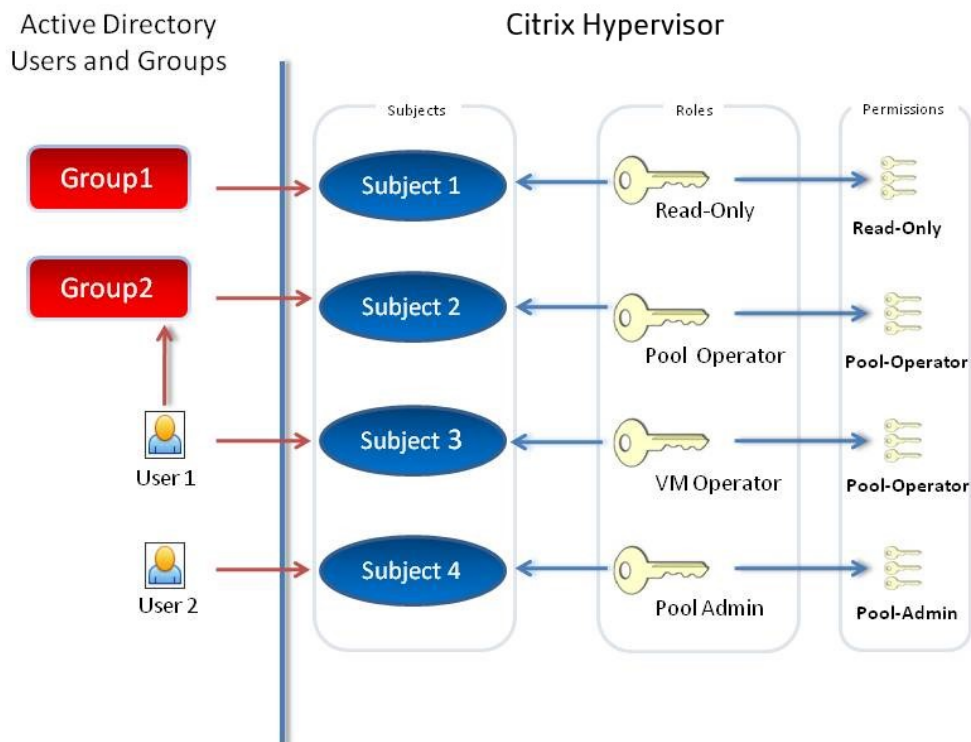 Active Directory
Users and Groups
Citrix Hypervisor
Subjects
Roles
Permissions
Group1
Subject 1
Read-Only
Read-Only
Group2
Subject 2
Pool Operator
Pool-Operator
User 1
Subject 3
VM Operator
Pool-Operator
User 2
Subject 4
Pool Admin
Pool-Admin